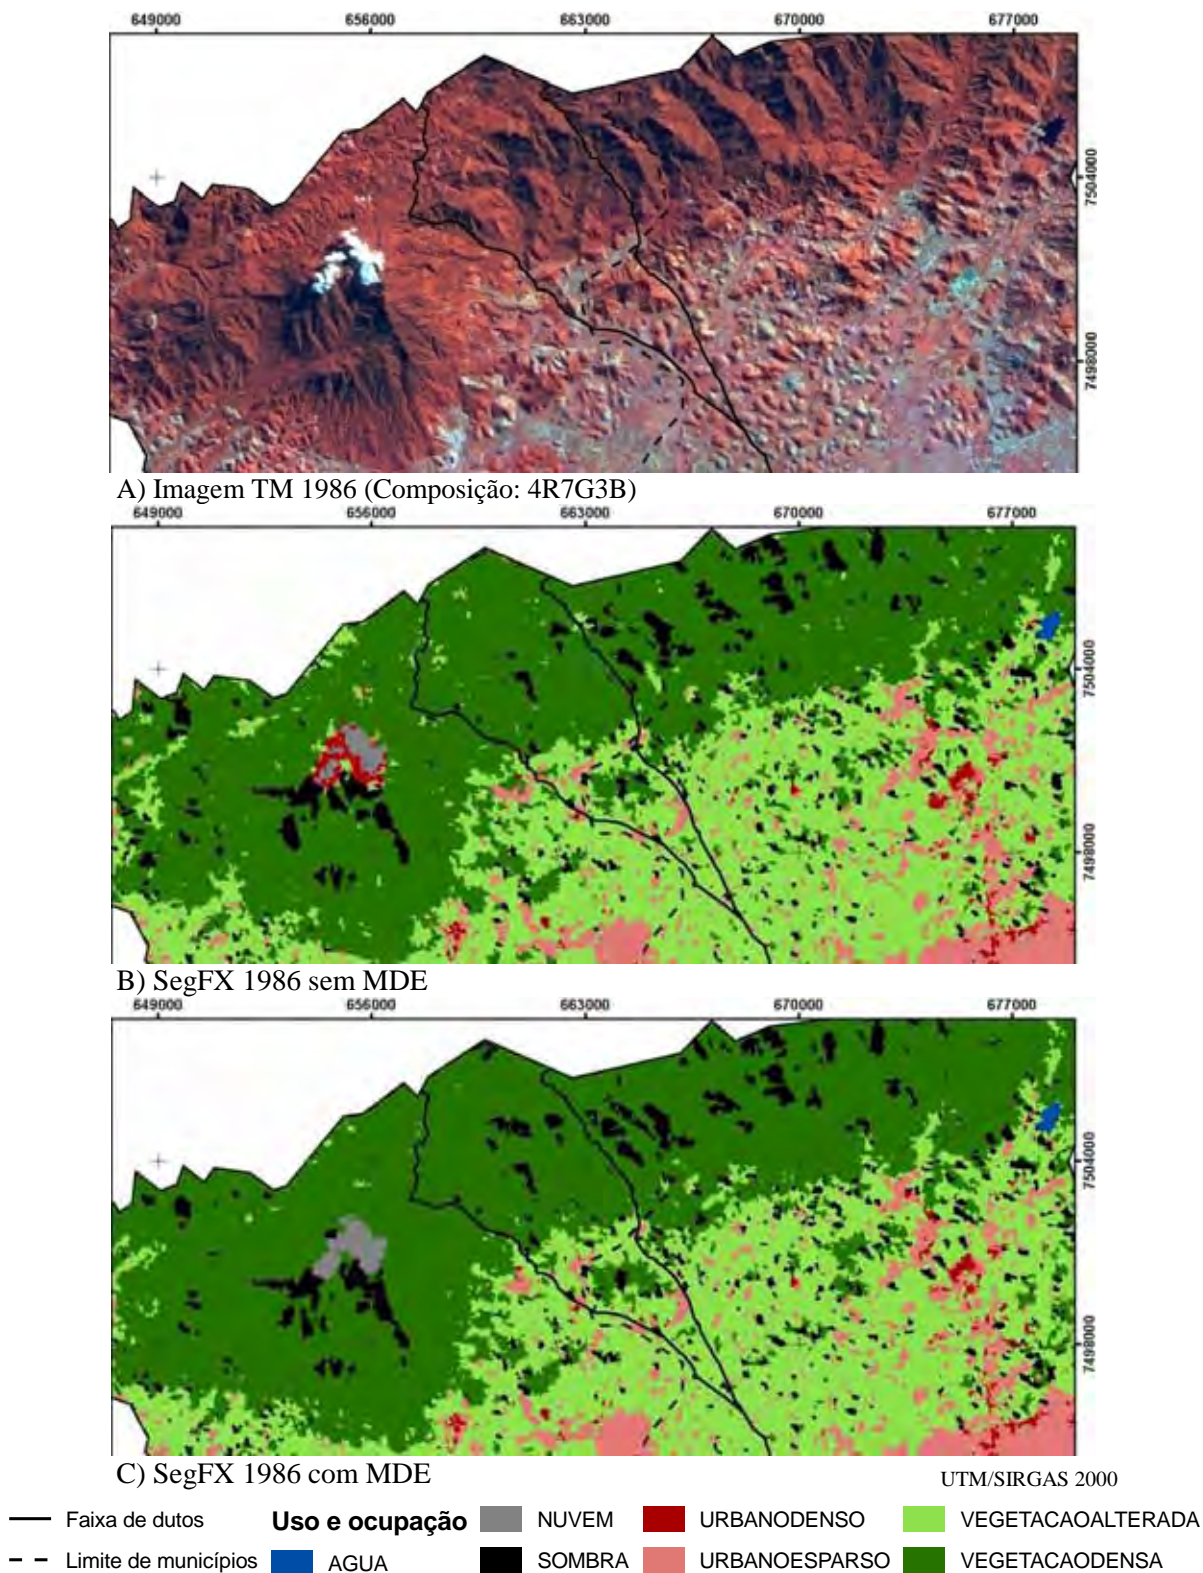 649000 656000 663000 670000 677000
7504000
7498000
A) Imagem TM 1986 (Composição: 4R7G3B)
649000 656000 663000 670000 677000
7504000
7498000
B) SegFX 1986 sem MDE
649000 656000 663000 670000 677000
7504000
7498000
C) SegFX 1986 com MDE
UTM/SIRGAS 2000
Faixa de dutos Uso e ocupação NUVEM URBANODENSO VEGETACAOALTERADA
Limite de municípios AGUA SOMBRA URBANOESPARSO VEGETACAODENSA